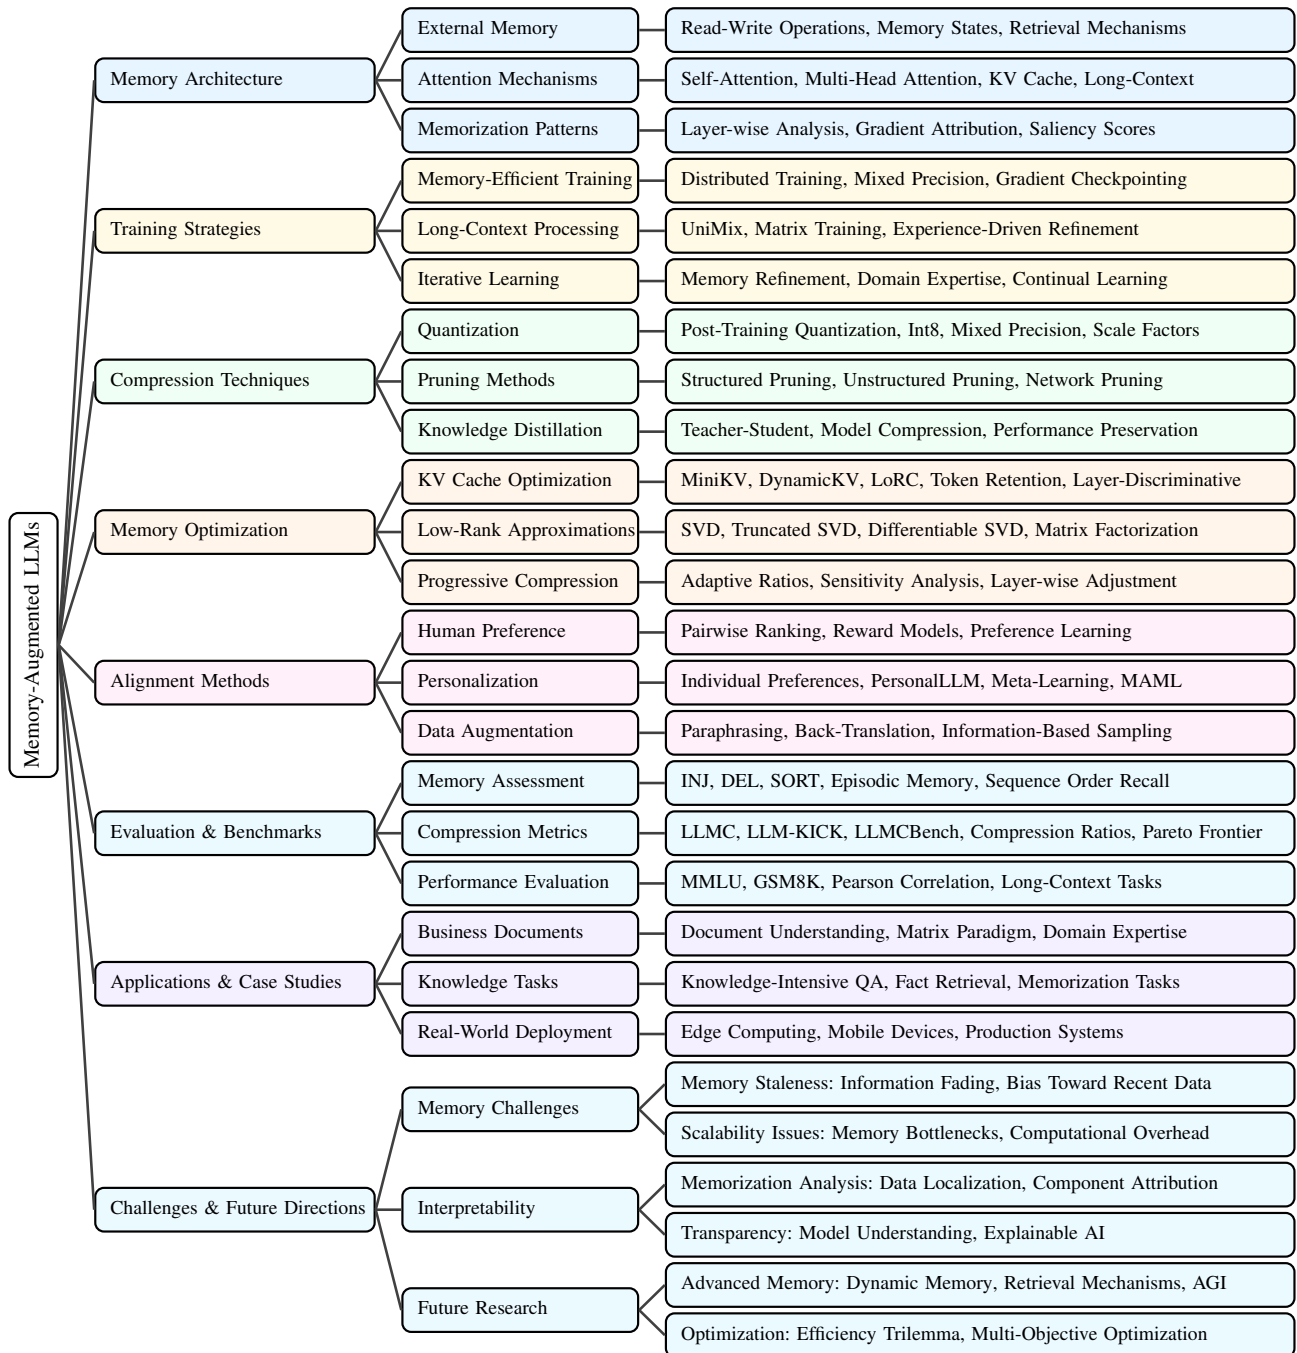 Memory-Augmented LLMs
Memory Architecture
External Memory
Read-Write Operations, Memory States, Retrieval Mechanisms
Attention Mechanisms
Self-Attention, Multi-Head Attention, KV Cache, Long-Context
Memorization Patterns
Layer-wise Analysis, Gradient Attribution, Saliency Scores
Training Strategies
Memory-Efficient Training
Distributed Training, Mixed Precision, Gradient Checkpointing
Long-Context Processing
UniMix, Matrix Training, Experience-Driven Refinement
Iterative Learning
Memory Refinement, Domain Expertise, Continual Learning
Compression Techniques
Quantization
Post-Training Quantization, Int8, Mixed Precision, Scale Factors
Pruning Methods
Structured Pruning, Unstructured Pruning, Network Pruning
Knowledge Distillation
Teacher-Student, Model Compression, Performance Preservation
Memory Optimization
KV Cache Optimization
MiniKV, DynamicKV, LoRC, Token Retention, Layer-Discriminative
Low-Rank Approximations
SVD, Truncated SVD, Differentiable SVD, Matrix Factorization
Progressive Compression
Adaptive Ratios, Sensitivity Analysis, Layer-wise Adjustment
Alignment Methods
Human Preference
Pairwise Ranking, Reward Models, Preference Learning
Personalization
Individual Preferences, PersonalLLM, Meta-Learning, MAML
Data Augmentation
Paraphrasing, Back-Translation, Information-Based Sampling
Evaluation & Benchmarks
Memory Assessment
INJ, DEL, SORT, Episodic Memory, Sequence Order Recall
Compression Metrics
LLMC, LLM-KICK, LLMCBench, Compression Ratios, Pareto Frontier
Performance Evaluation
MMLU, GSM8K, Pearson Correlation, Long-Context Tasks
Applications & Case Studies
Business Documents
Document Understanding, Matrix Paradigm, Domain Expertise
Knowledge Tasks
Knowledge-Intensive QA, Fact Retrieval, Memorization Tasks
Real-World Deployment
Edge Computing, Mobile Devices, Production Systems
Challenges & Future Directions
Memory Challenges
Memory Staleness: Information Fading, Bias Toward Recent Data
Scalability Issues: Memory Bottlenecks, Computational Overhead
Interpretability
Memorization Analysis: Data Localization, Component Attribution
Transparency: Model Understanding, Explainable AI
Future Research
Advanced Memory: Dynamic Memory, Retrieval Mechanisms, AGI
Optimization: Efficiency Trilemma, Multi-Objective Optimization